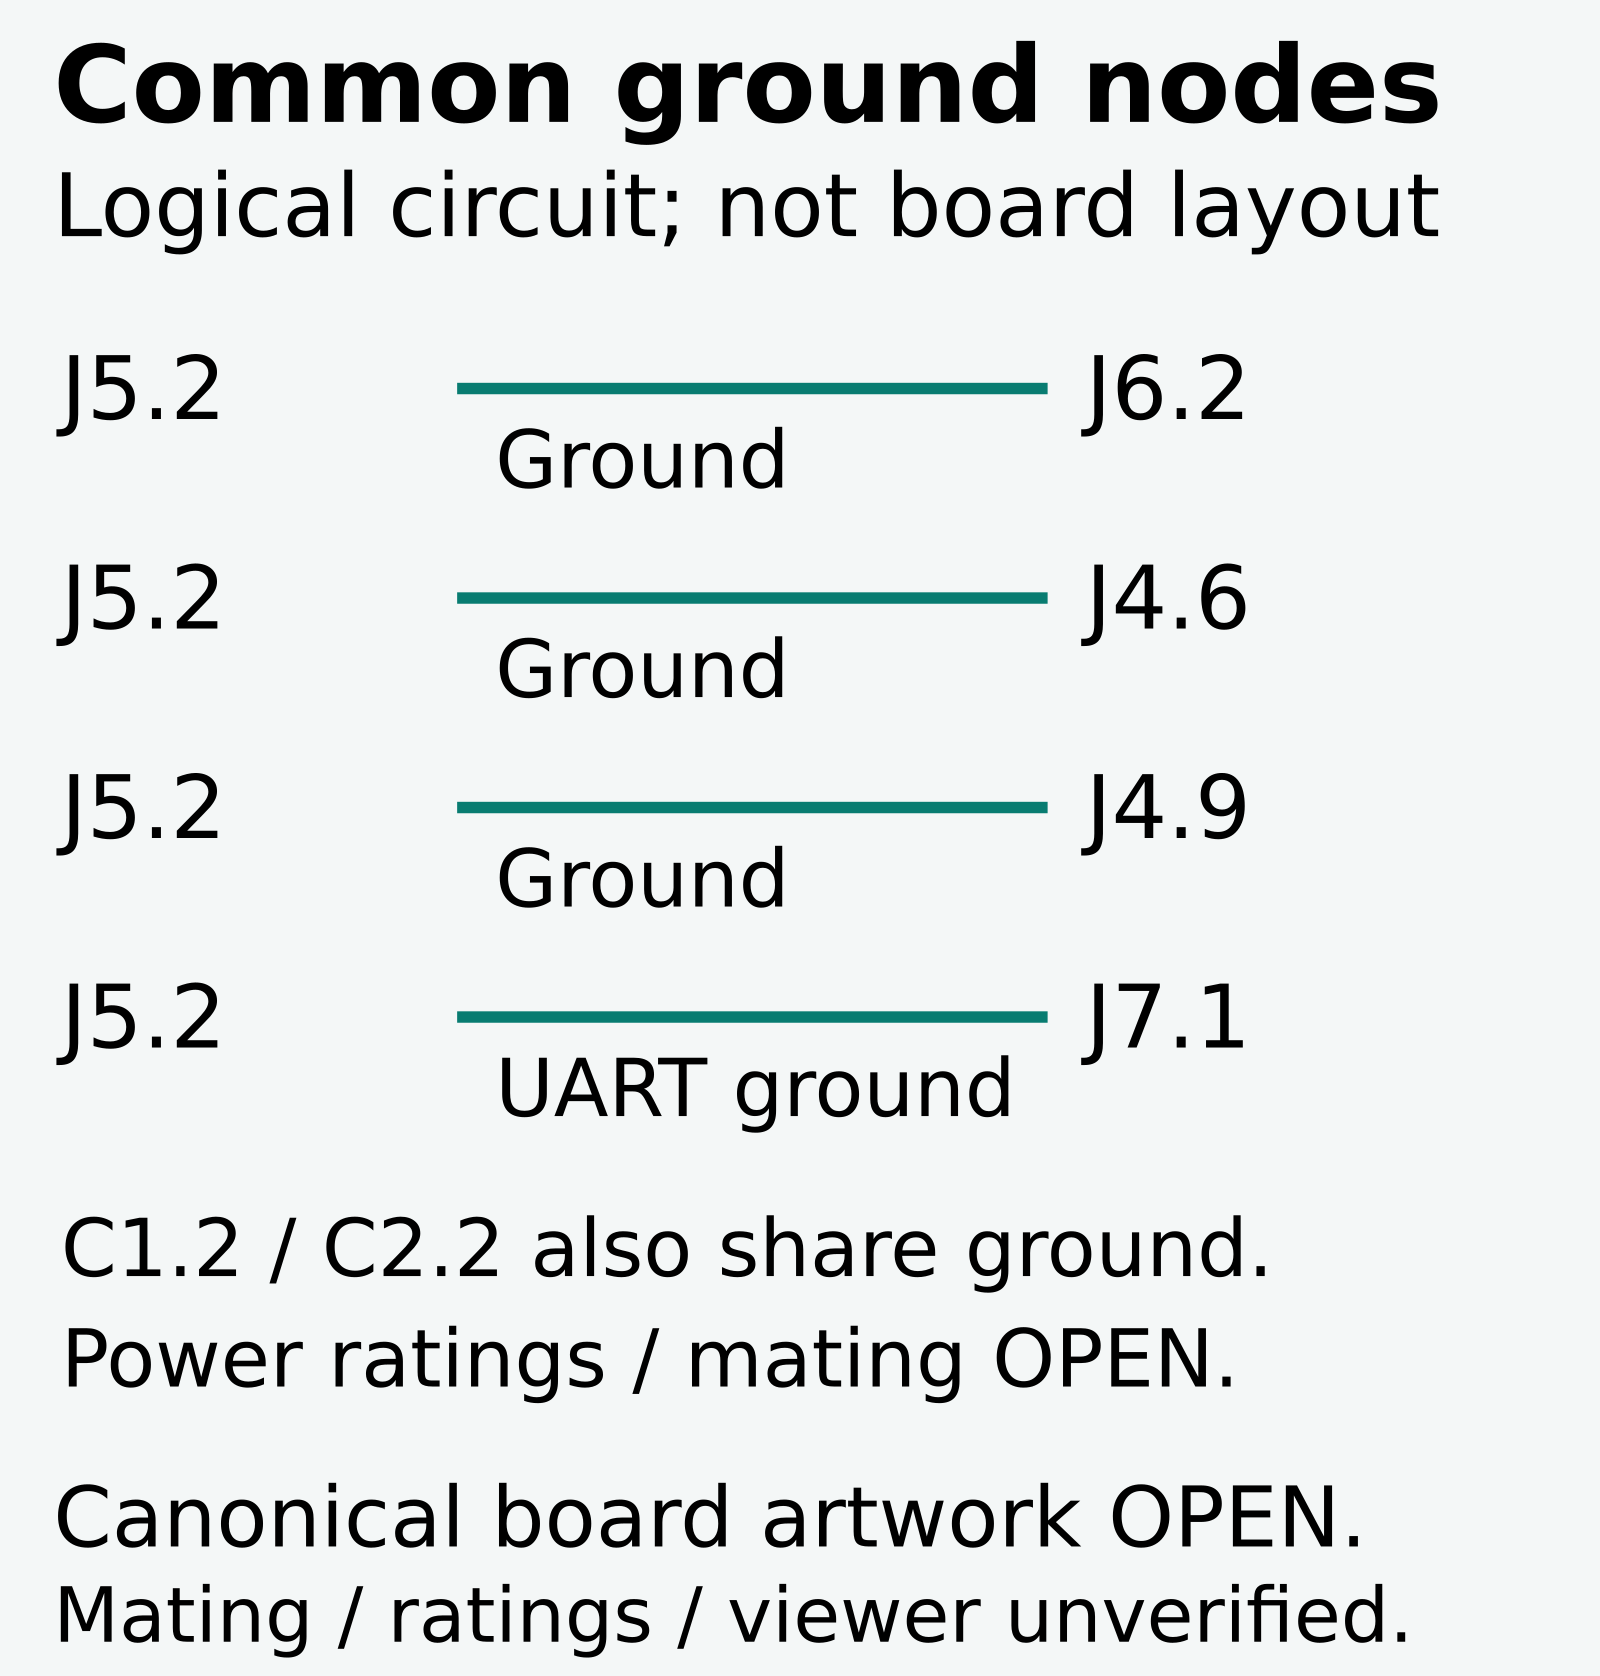 Common ground nodes
Logical circuit; not board layout
J5.2 J6.2
Ground
J5.2 J4.6
Ground
J5.2 J4.9
Ground
J5.2 J7.1
UART ground
C1.2 / C2.2 also share ground.
Power ratings / mating OPEN.
Canonical board artwork OPEN.
Mating / ratings / viewer unverified.